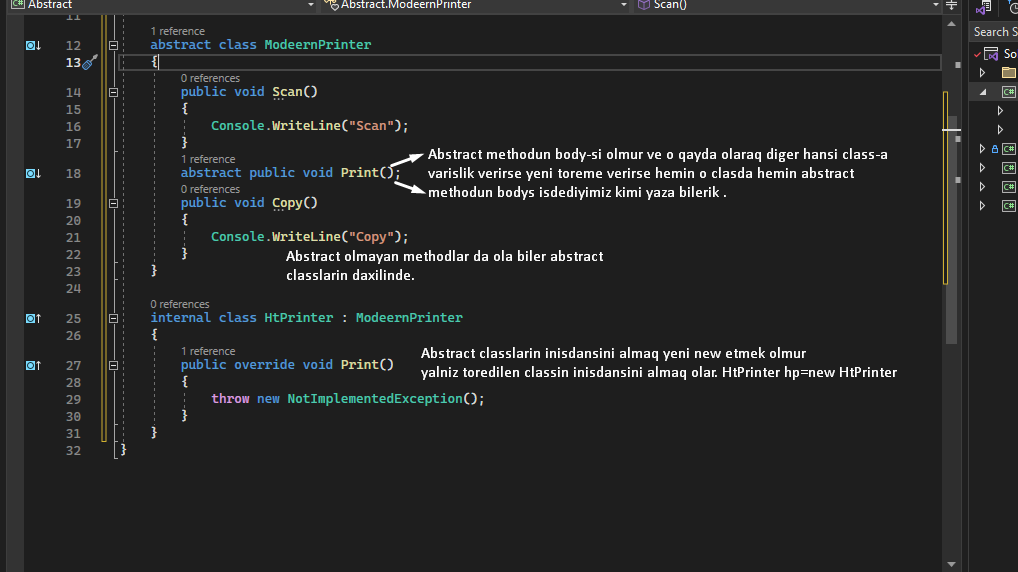 Abstract
Abstract.ModeernPrinter
Scan()
Search S
11
1 reference
12 abstract class ModeernPrinter
So
13 {
0 references
14 public void Scan()
15 {
16 Console.WriteLine("Scan");
17 }
1 reference
18 abstract public void Print();
Abstract methodun body-si olmur ve o qayda olaraq diger hansi class-a
varislik verirse yeni toreme verirse hemin o clasda hemin abstract
methodun bodys isdediyimiz kimi yaza bilerik .
0 references
19 public void Copy()
20 {
21 Console.WriteLine("Copy");
22 }
Abstract olmayan methodlar da ola biler abstract
classlarin daxilinde.
23 }
24
0 references
25 internal class HtPrinter : ModeernPrinter
26 {
1 reference
27 public override void Print()
Abstract classlarin inisdansini almaq yeni new etmek olmur
yalniz toredilen classin inisdansini almaq olar. HtPrinter hp=new HtPrinter
28 {
29 throw new NotImplementedException();
30 }
31 }
32 }